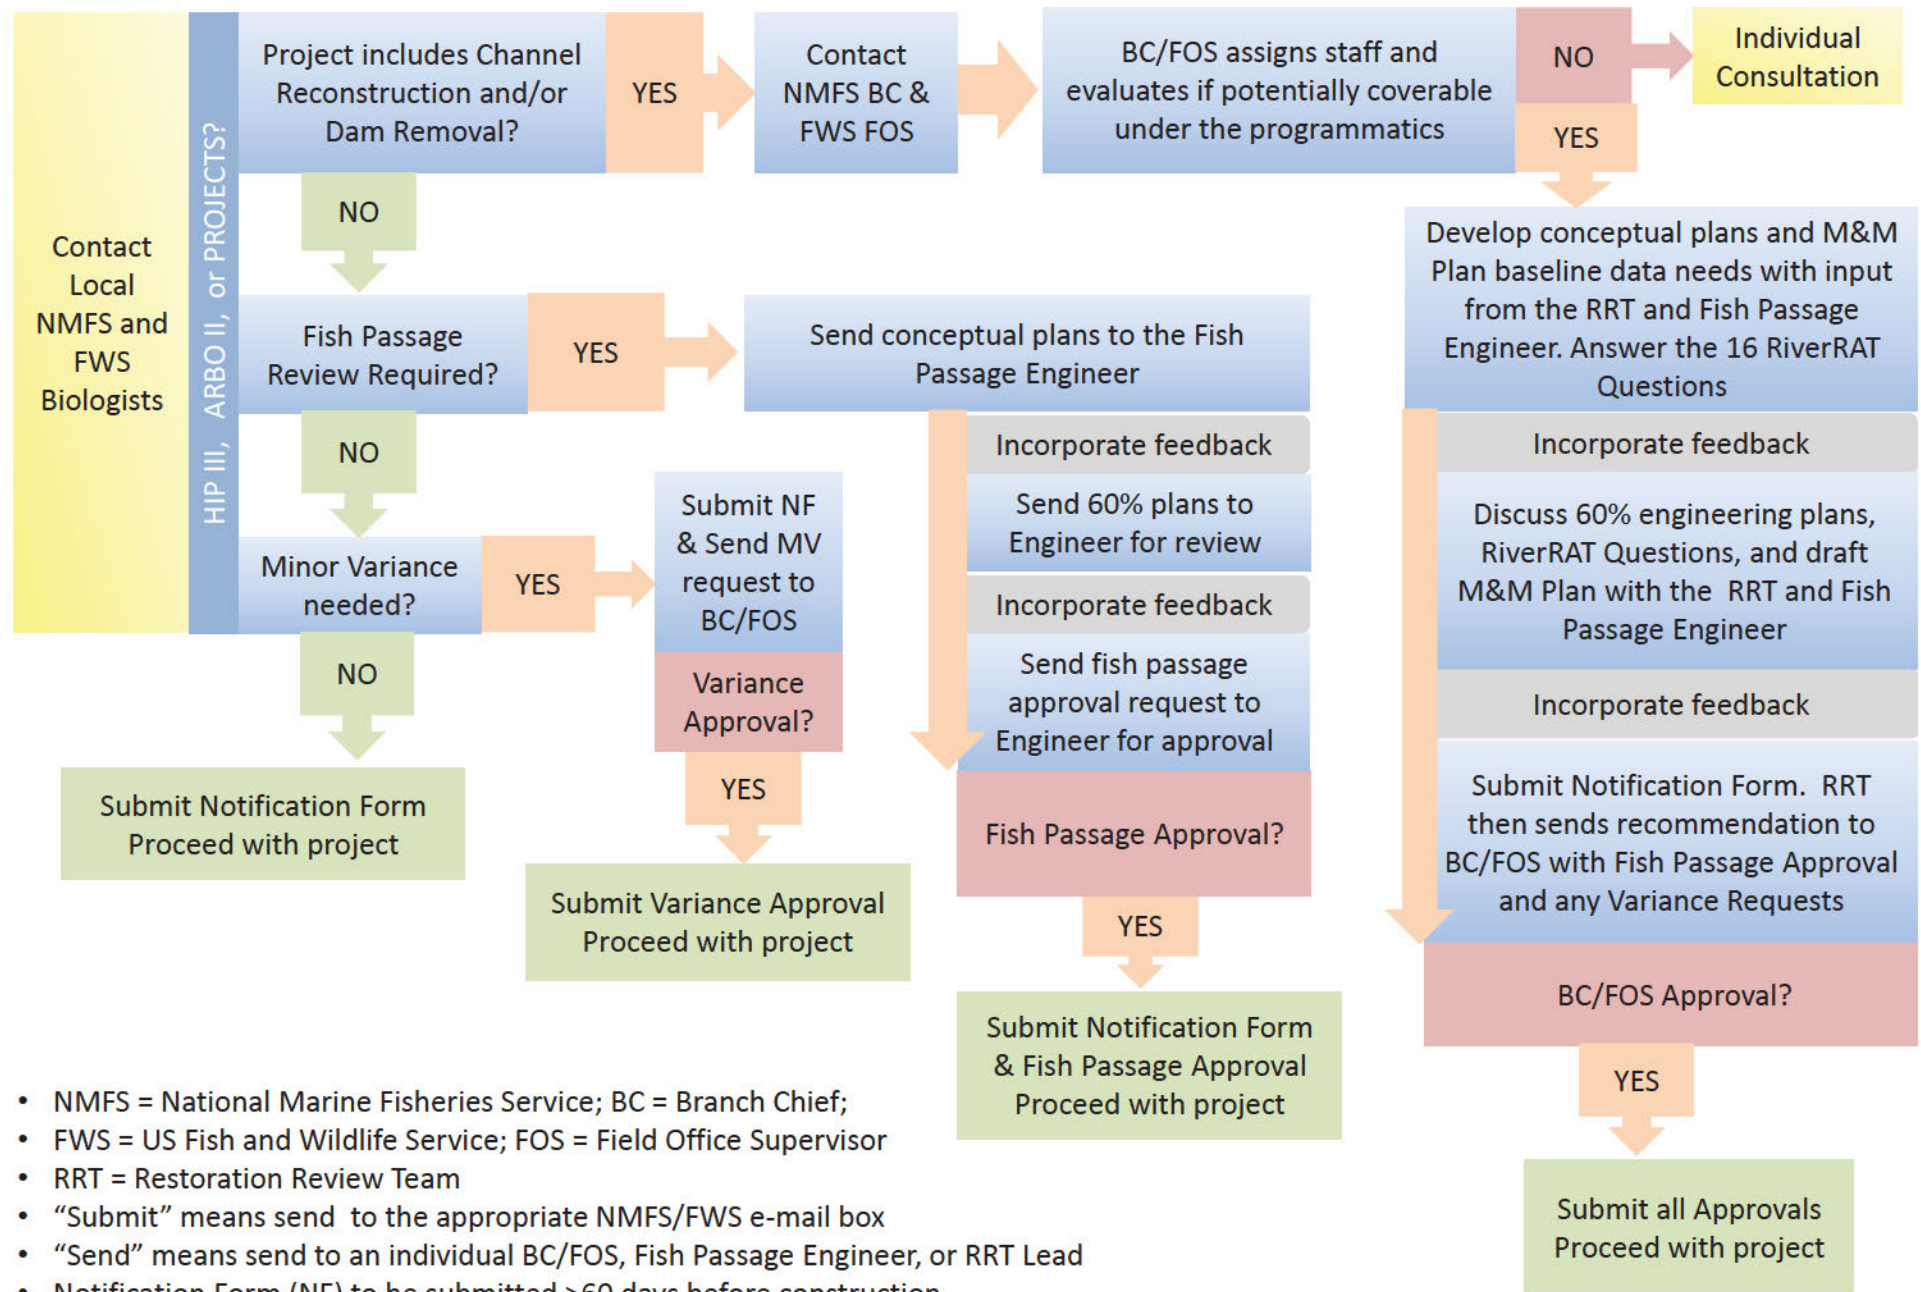 Contact
Local
NMFS and
FWS
Biologists
HIP III, ARBO II, or PROJECTS?
Project includes Channel
Reconstruction and/or
Dam Removal?
YES
Contact
NMFS BC &
FWS FOS
BC/FOS assigns staff and
evaluates if potentially coverable
under the programmatics
NO
Individual
Consultation
YES
NO
Develop conceptual plans and M&M
Plan baseline data needs with input
from the RRT and Fish Passage
Engineer. Answer the 16 RiverRAT
Questions
Incorporate feedback
Discuss 60% engineering plans,
RiverRAT Questions, and draft
M&M Plan with the RRT and Fish
Passage Engineer
Incorporate feedback
Submit Notification Form. RRT
then sends recommendation to
BC/FOS with Fish Passage Approval
and any Variance Requests
BC/FOS Approval?
YES
Submit all Approvals
Proceed with project
Fish Passage
Review Required?
YES
Send conceptual plans to the Fish
Passage Engineer
Incorporate feedback
Send 60% plans to
Engineer for review
Incorporate feedback
Send fish passage
approval request to
Engineer for approval
Fish Passage Approval?
YES
Submit Notification Form
& Fish Passage Approval
Proceed with project
NO
Minor Variance
needed?
YES
Submit NF
& Send MV
request to
BC/FOS
Variance
Approval?
YES
Submit Variance Approval
Proceed with project
NO
Submit Notification Form
Proceed with project
• NMFS = National Marine Fisheries Service; BC = Branch Chief;
• FWS = US Fish and Wildlife Service; FOS = Field Office Supervisor
• RRT = Restoration Review Team
• “Submit” means send to the appropriate NMFS/FWS e-mail box
• “Send” means send to an individual BC/FOS, Fish Passage Engineer, or RRT Lead
• Notification Form (NF) to be submitted >60 days before construction